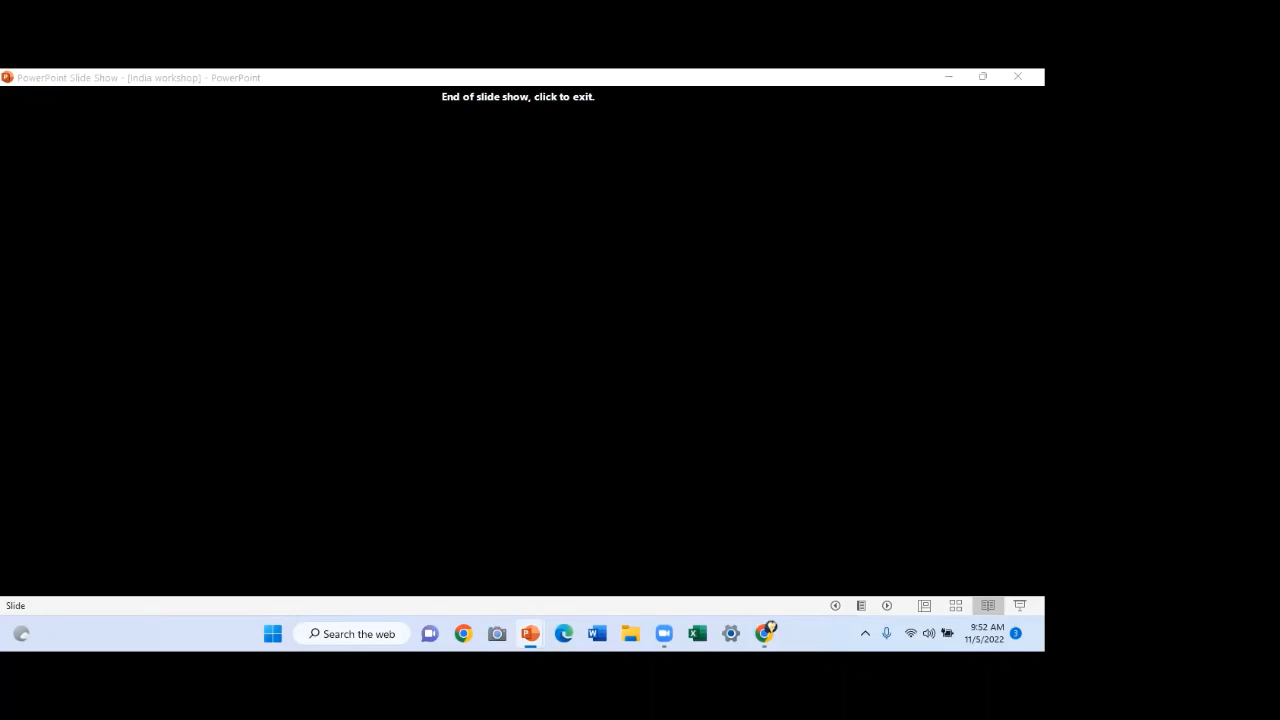 PowerPoint Slide Show - [India workshop] - PowerPoint
End of slide show, click to exit.
Slide
Search the web
9:52 AM
11/5/2022
3